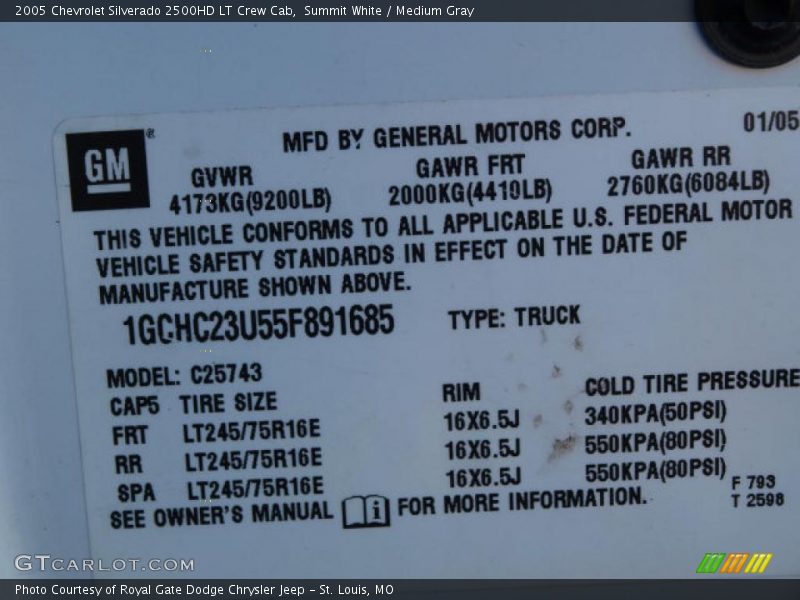 2005 Chevrolet Silverado 2500HD LT Crew Cab,  Summit White / Medium Gray
GM®
MFD BY GENERAL MOTORS CORP. 01/05
GVWR GAWR FRT GAWR RR
4173KG(9200LB) 2000KG(4410LB) 2760KG(6084LB)
THIS VEHICLE CONFORMS TO ALL APPLICABLE U.S. FEDERAL MOTOR
VEHICLE SAFETY STANDARDS IN EFFECT ON THE DATE OF
MANUFACTURE SHOWN ABOVE.
1GCHC23U55F891685 TYPE: TRUCK
MODEL: C25743
CAP5 TIRE SIZE RIM COLD TIRE PRESSURE
FRT LT245/75R16E 16X6.5J 340KPA(50PSI)
RR LT245/75R16E 16X6.5J 550KPA(80PSI)
SPA LT245/75R16E 16X6.5J 550KPA(80PSI)
SEE OWNER'S MANUAL i FOR MORE INFORMATION.
F 793
T 2598
GTCARLOT.COM
Photo Courtesy of Royal Gate Dodge Chrysler Jeep – St. Louis, MO